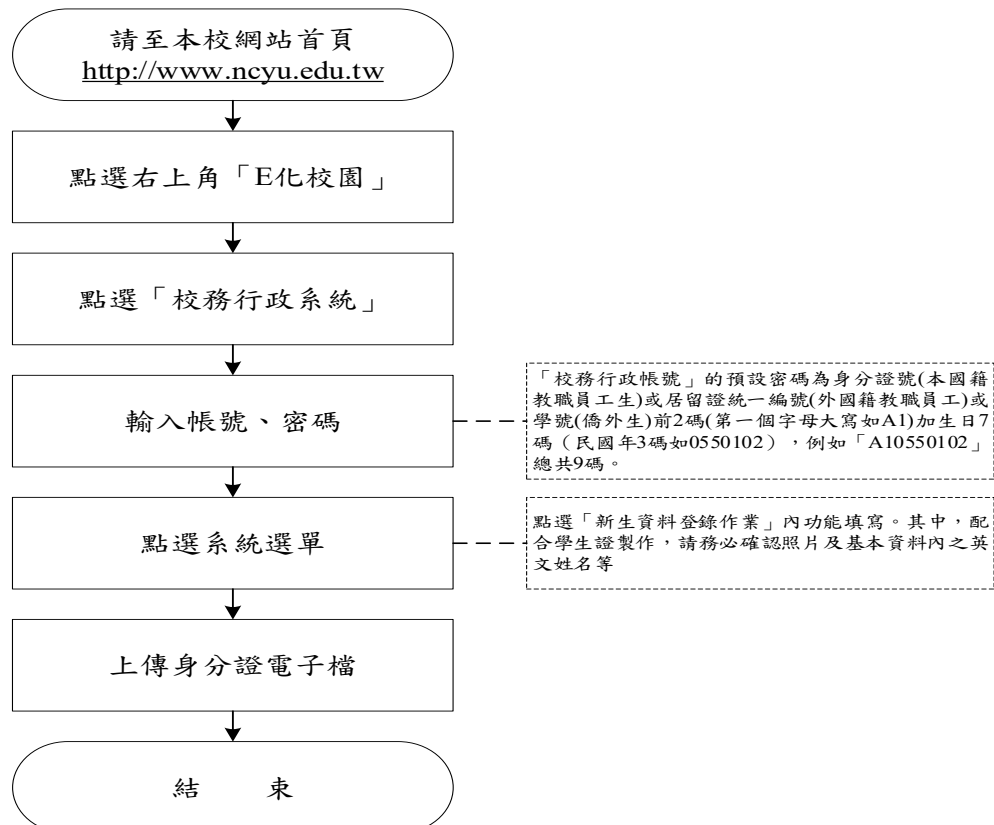 請至本校網站首頁
http://www.ncyu.edu.tw
點選右上角「E化校園」
點選「校務行政系統」
輸入帳號、密碼
「校務行政帳號」的預設密碼為身分證號(本國籍
教職員工生)或居留證統一編號(外國籍教職員工)或
學號(僑外生)前2碼(第一個字母大寫如A1)加生日7
碼（民國年3碼如0550102），例如「A10550102」
總共9碼。
點選系統選單
點選「新生資料登錄作業」內功能填寫。其中，配
合學生證製作，請務必確認照片及基本資料內之英
文姓名等
上傳身分證電子檔
結 束